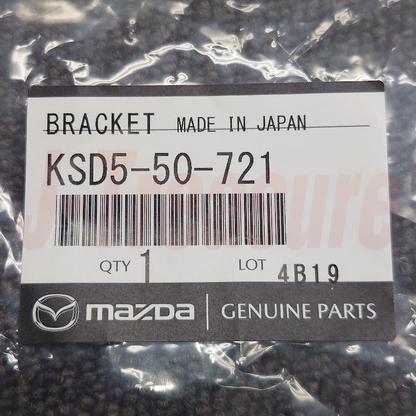 BRACKET MADE IN JAPAN
KSD5-50-721
QTY 1 LOT 4B19
mazda GENUINE PARTS